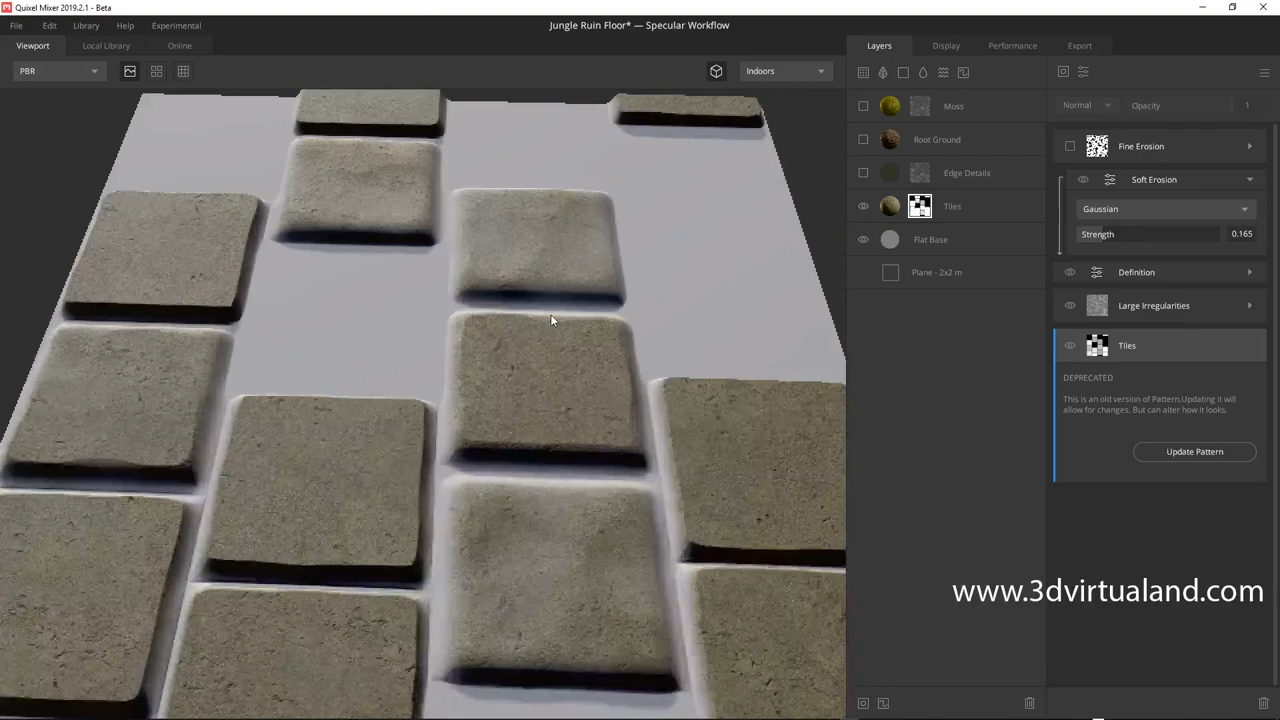 Quixel Mixer 2019.2.1 - Beta
File Edit Library Help Experimental
Jungle Ruin Floor* — Specular Workflow
Viewport Local Library Online
Layers Display Performance Export
PBR
Indoors
Normal Opacity 1
Moss
Root Ground
Edge Details
Tiles
Flat Base
Plane - 2x2 m
Fine Erosion
Soft Erosion
Gaussian
Strength 0.165
Definition
Large Irregularities
Tiles
DEPRECATED
This is an old version of Pattern.Updating it will
allow for changes, But can alter how it looks.
Update Pattern
www.3dvirtualand.com